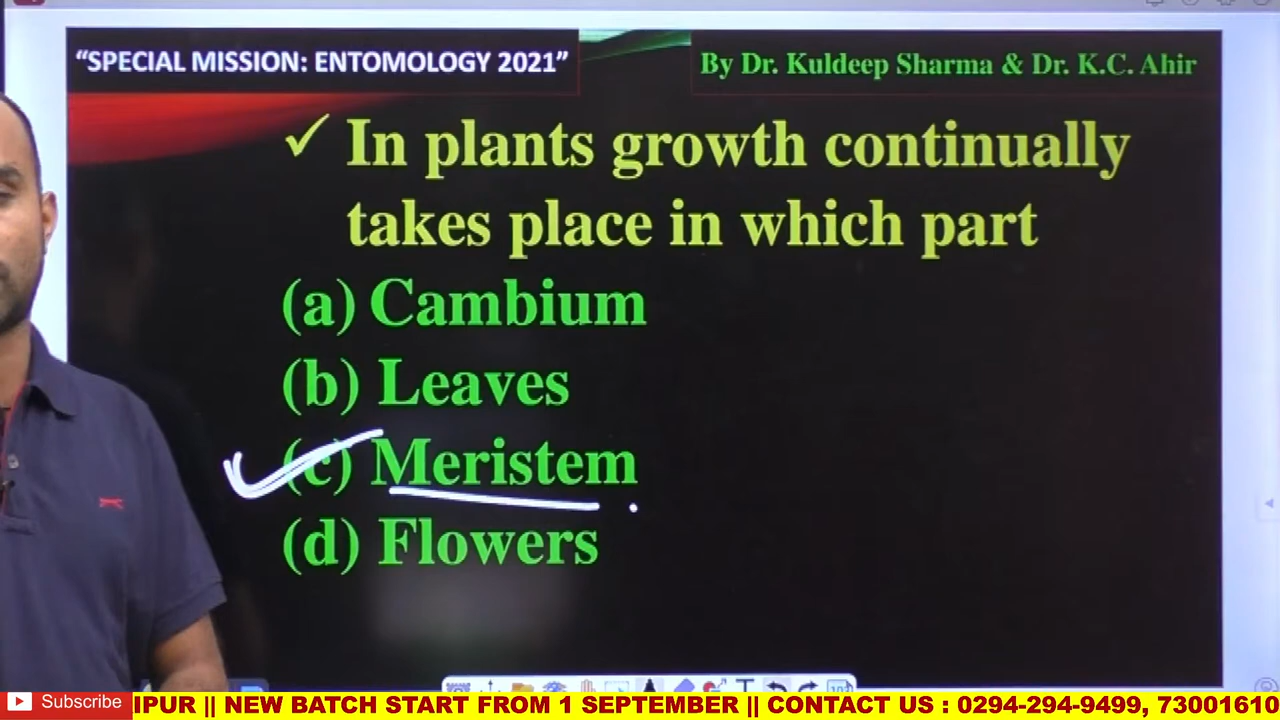 “SPECIAL MISSION: ENTOMOLOGY 2021”
By Dr. Kuldeep Sharma & Dr. K.C. Ahir
✓ In plants growth continually
takes place in which part
(a) Cambium
(b) Leaves
(c) Meristem
(d) Flowers
Subscribe
IPUR || NEW BATCH START FROM 1 SEPTEMBER || CONTACT US : 0294-294-9499, 73001610